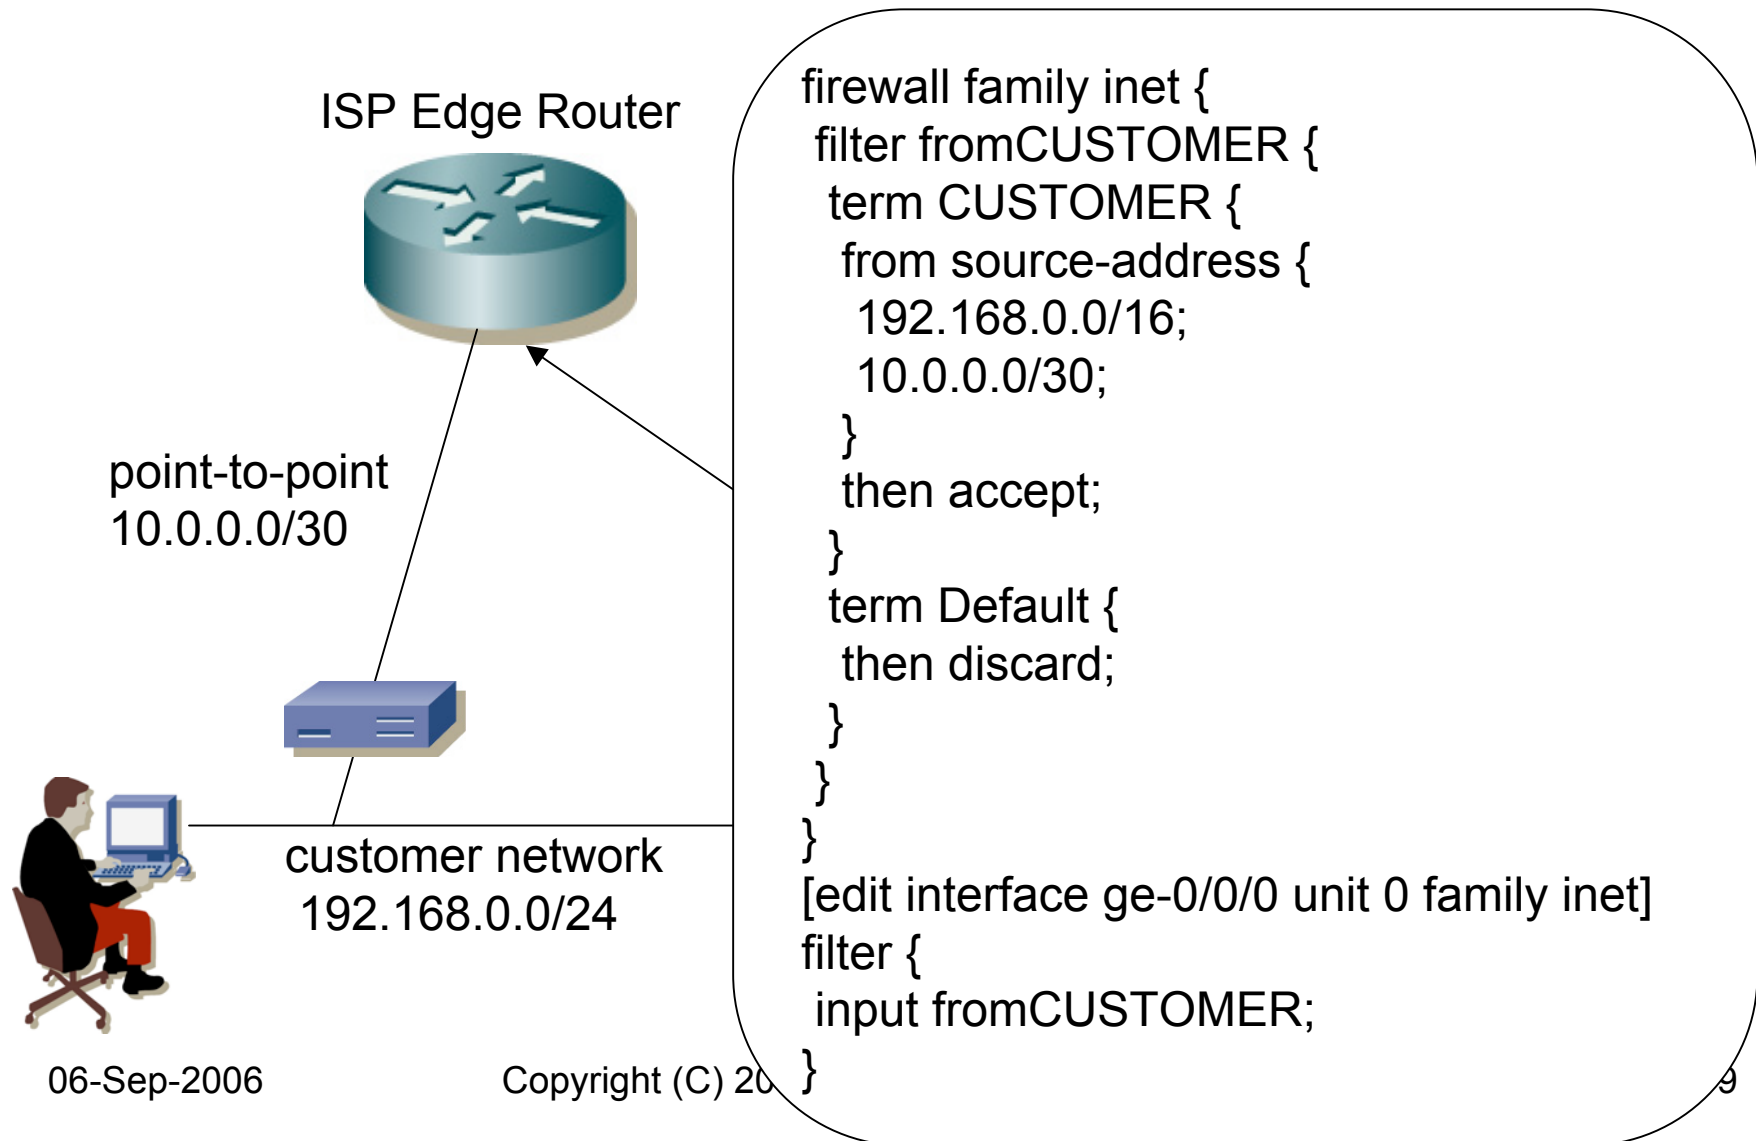 ISP Edge Router
point-to-point
10.0.0.0/30
customer network
192.168.0.0/24
firewall family inet {
filter fromCUSTOMER {
term CUSTOMER {
from source-address {
192.168.0.0/16;
10.0.0.0/30;
}
then accept;
}
term Default {
then discard;
}
}
}
[edit interface ge-0/0/0 unit 0 family inet]
filter {
input fromCUSTOMER;
}
06-Sep-2006
Copyright (C)